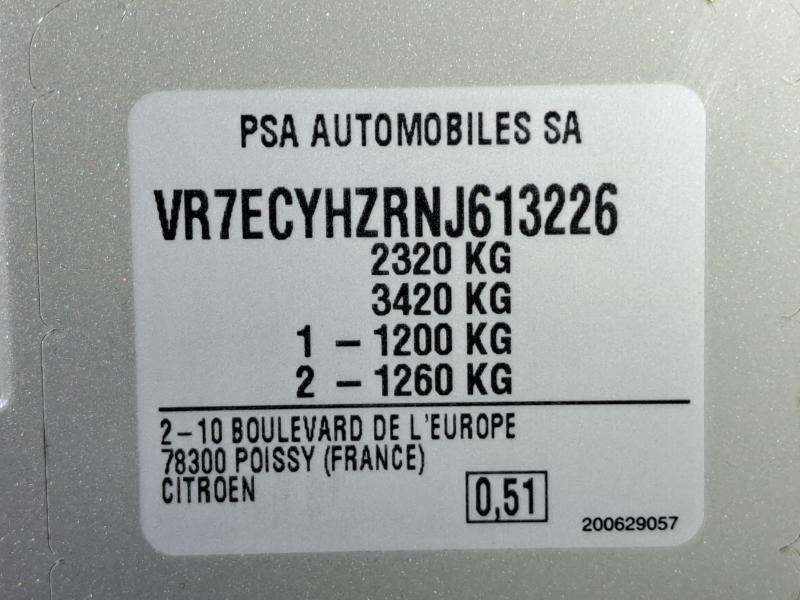 PSA AUTOMOBILES SA
VR7ECYHZRNJ613226
2320 KG
3420 KG
1 - 1200 KG
2 - 1260 KG
2-10 BOULEVARD DE L'EUROPE
78300 POISSY (FRANCE)
CITROEN
0,51
200629057